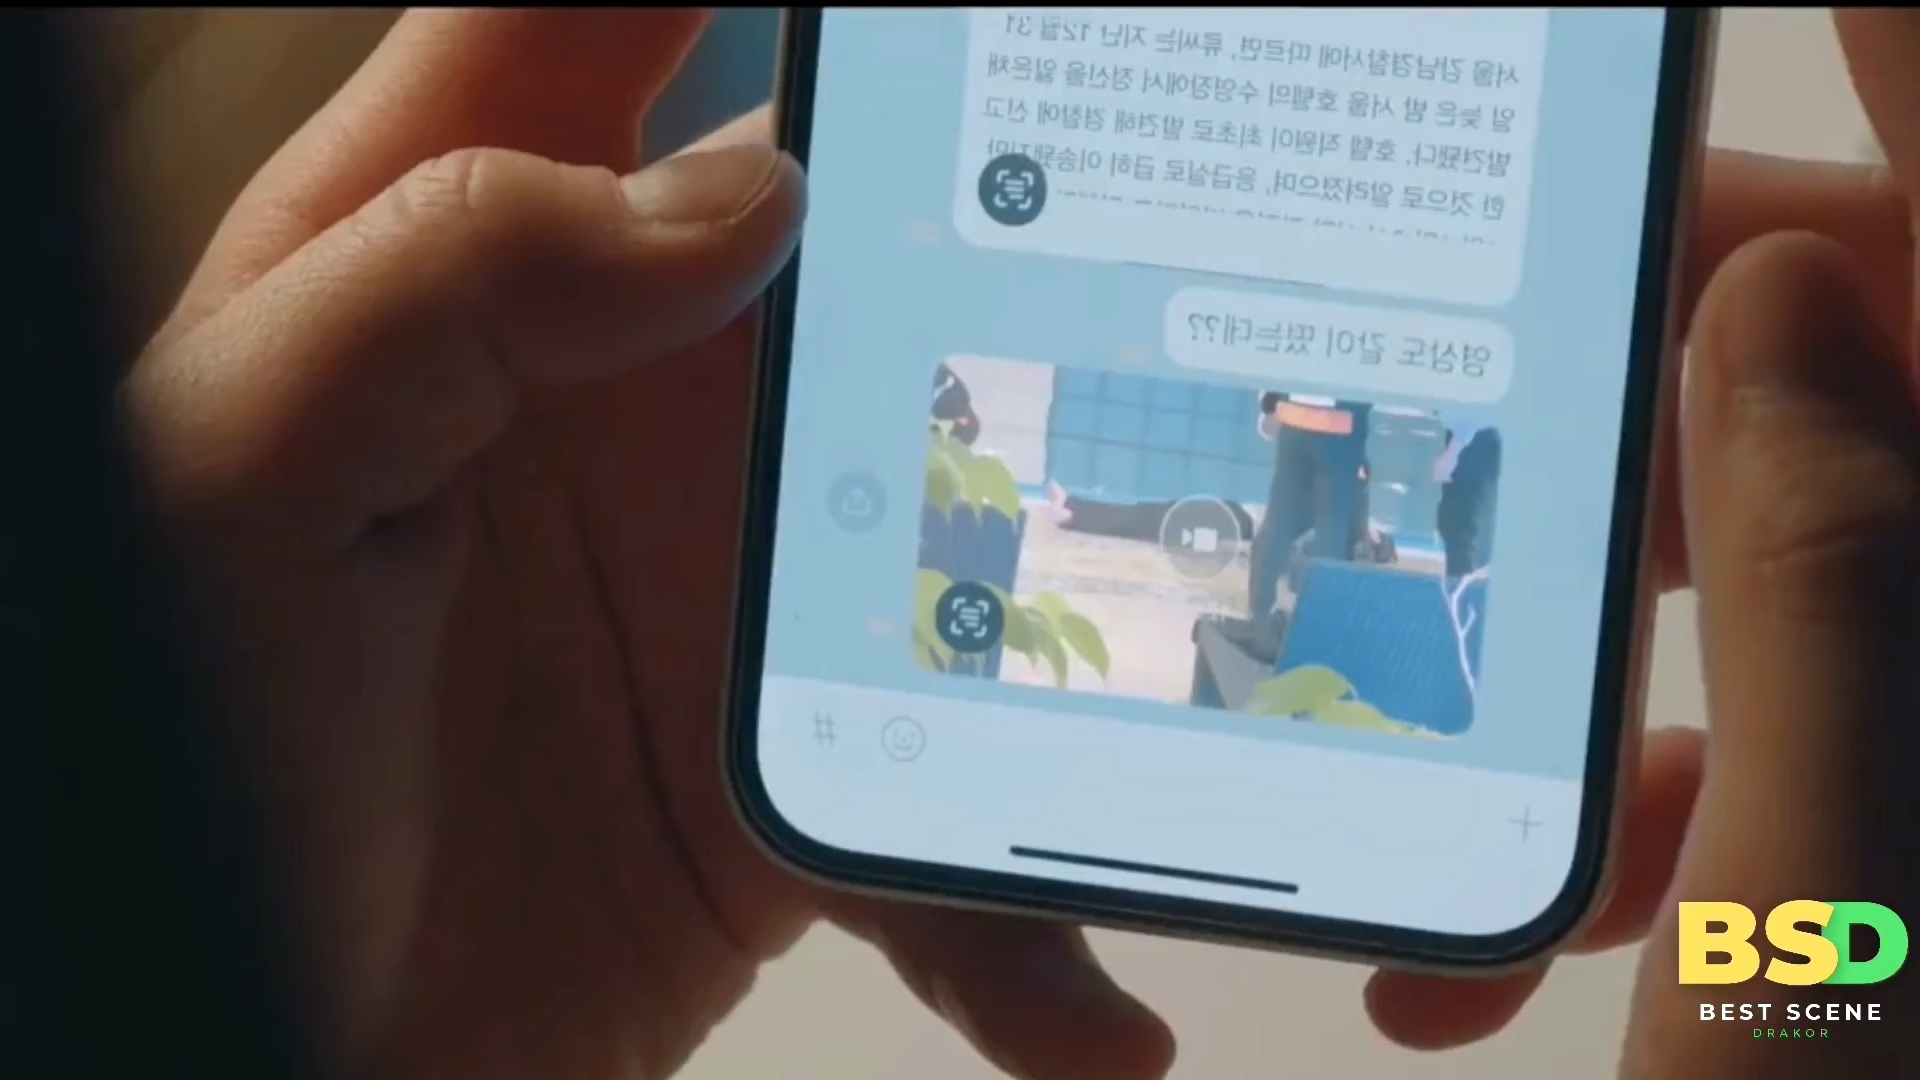 서울 강남경찰서에 따르면, 류씨는 지난 12월 31
일 늦은 밤 서울 호텔의 수영장에서 정신을 잃은채
발견됐다. 호텔 직원이 최초로 발견해 경찰에 신고
한 것으로 알려졌으며, 응급실로 급히 이송됐지만
영상도 같이 떴는데??
#
+
BSD
BEST SCENE
DRAKOR